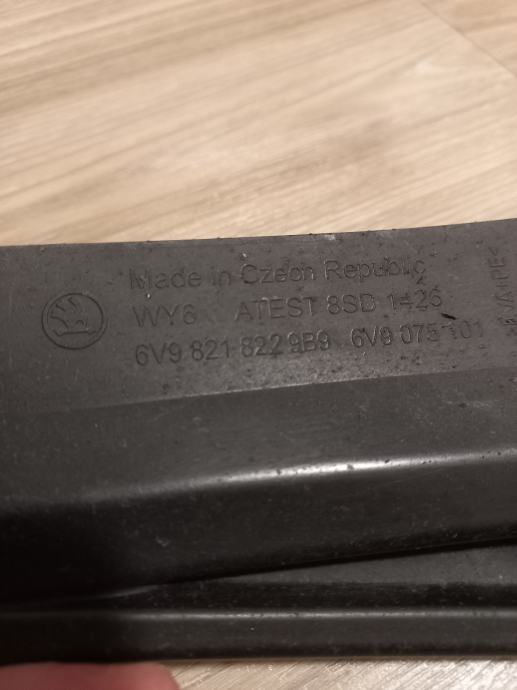 Made in Czech Republic
WY6 ATEST 8SD 1426
6V9 821 822 9B9 6V9 075 101